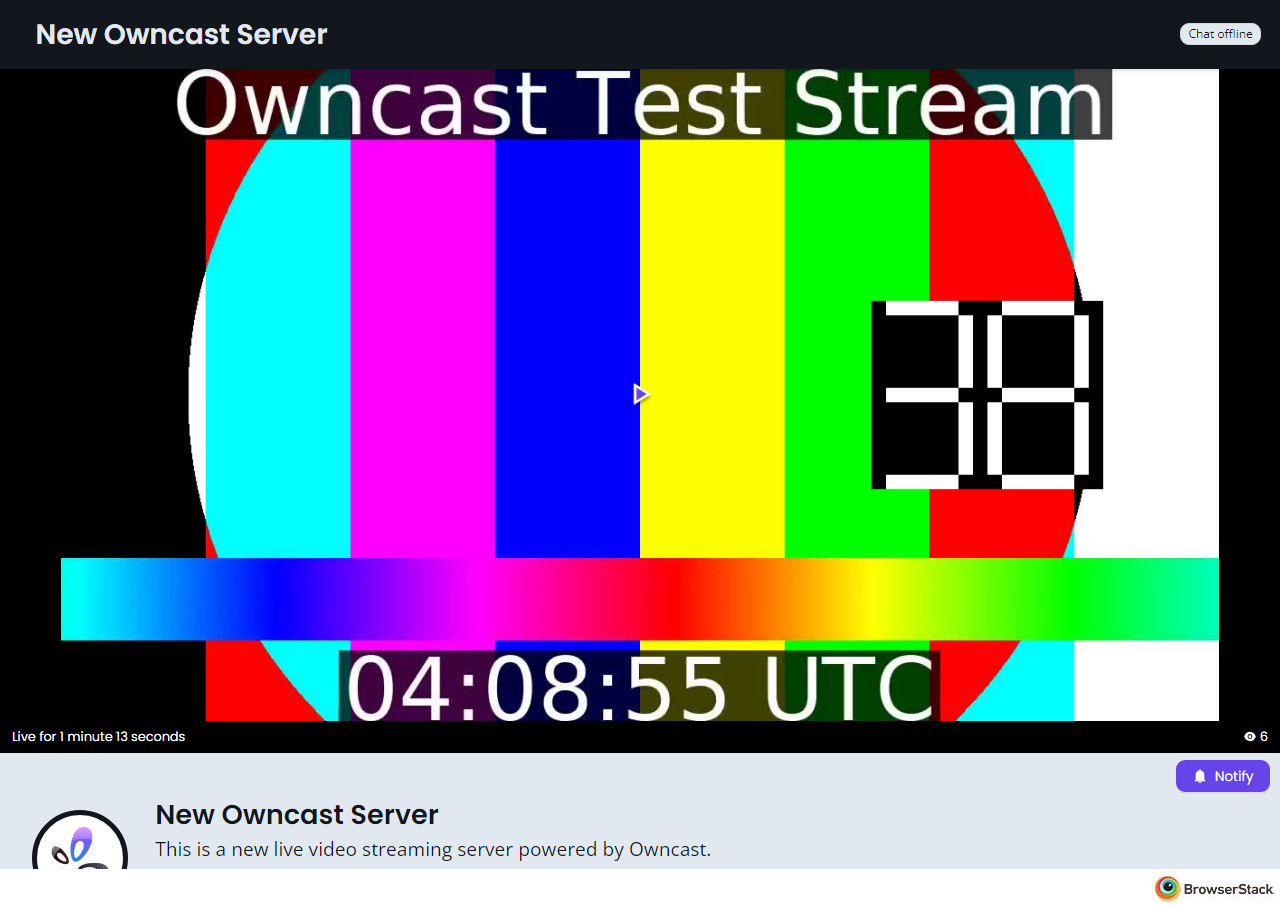 New Owncast Server
Chat offline
Owncast Test Stream
38
04:08:55 UTC
Live for 1 minute 13 seconds
6
Notify
New Owncast Server
This is a new live video streaming server powered by Owncast.
BrowserStack